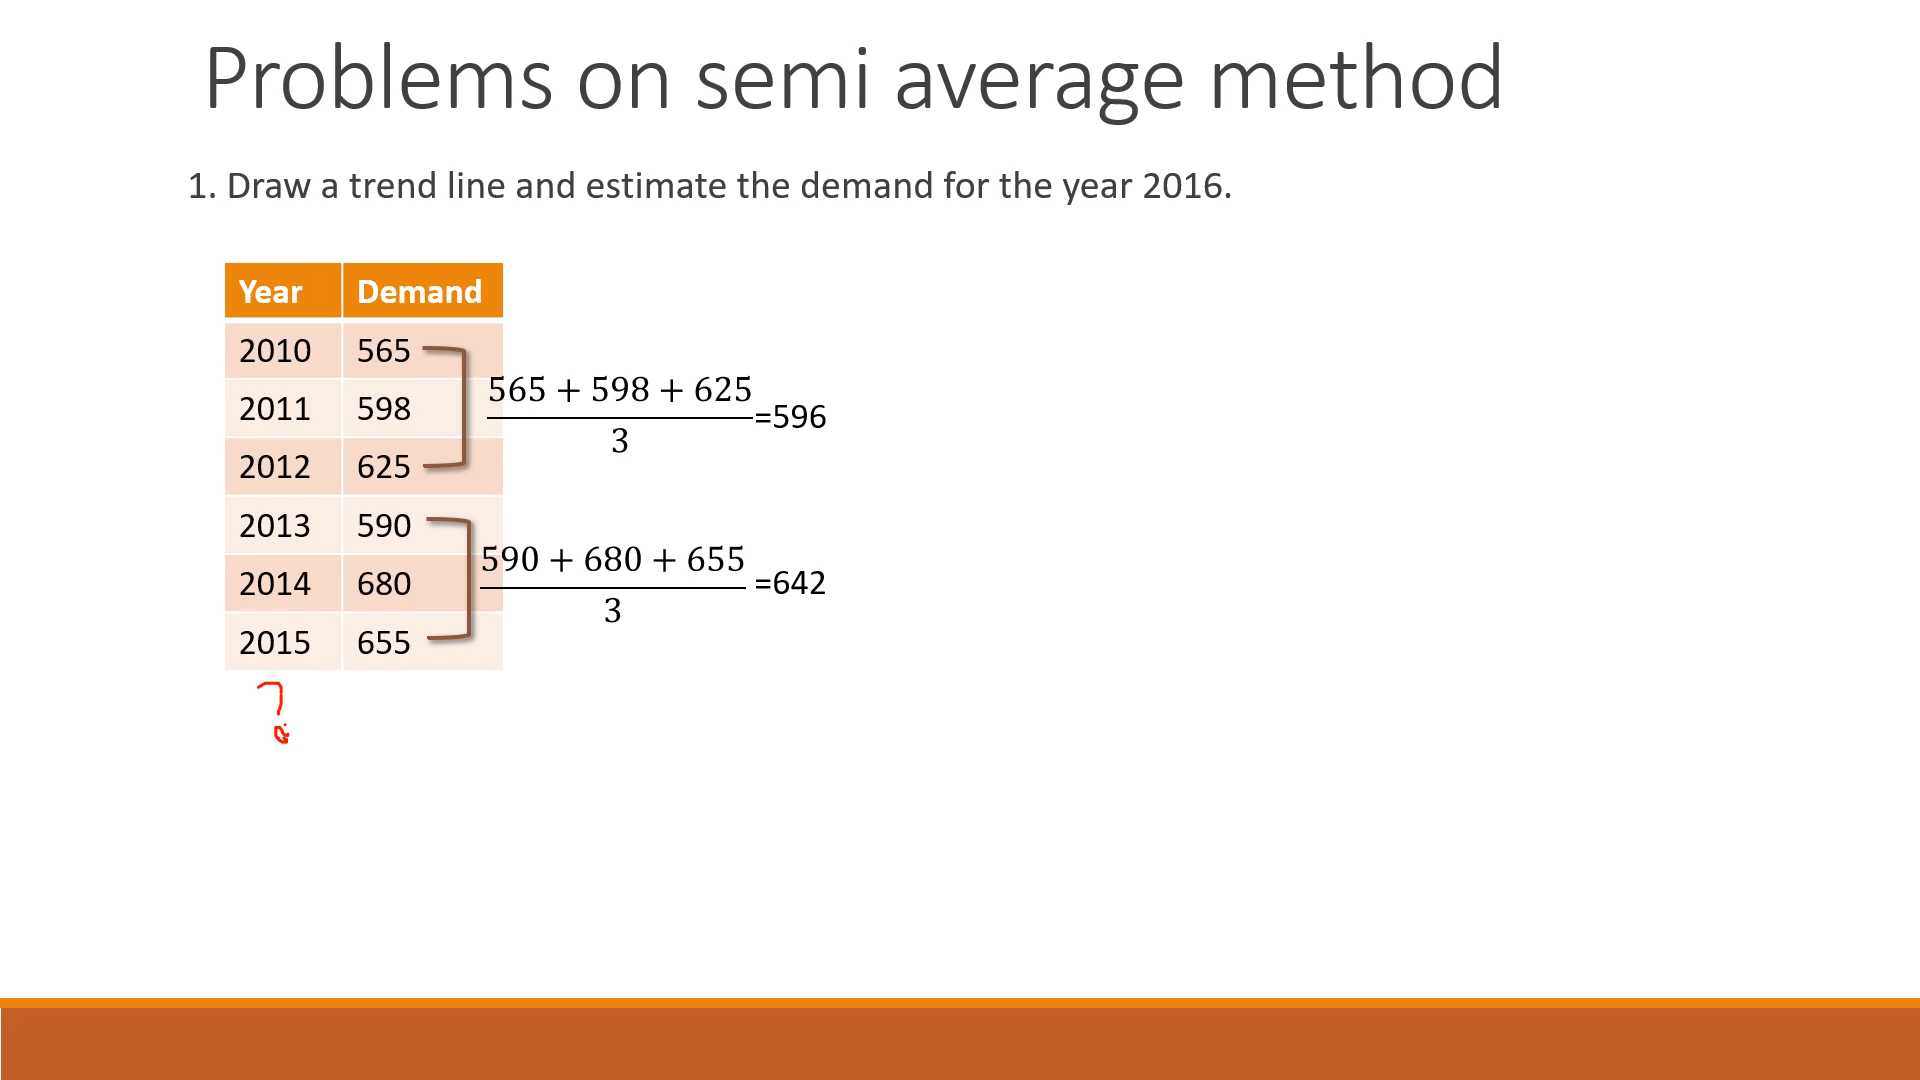 Problems on semi average method
1. Draw a trend line and estimate the demand for the year 2016.
Year Demand
2010 565
2011 598
2012 625
2013 590
2014 680
2015 655
565 + 598 + 625
3
=596
590 + 680 + 655
3
=642
?